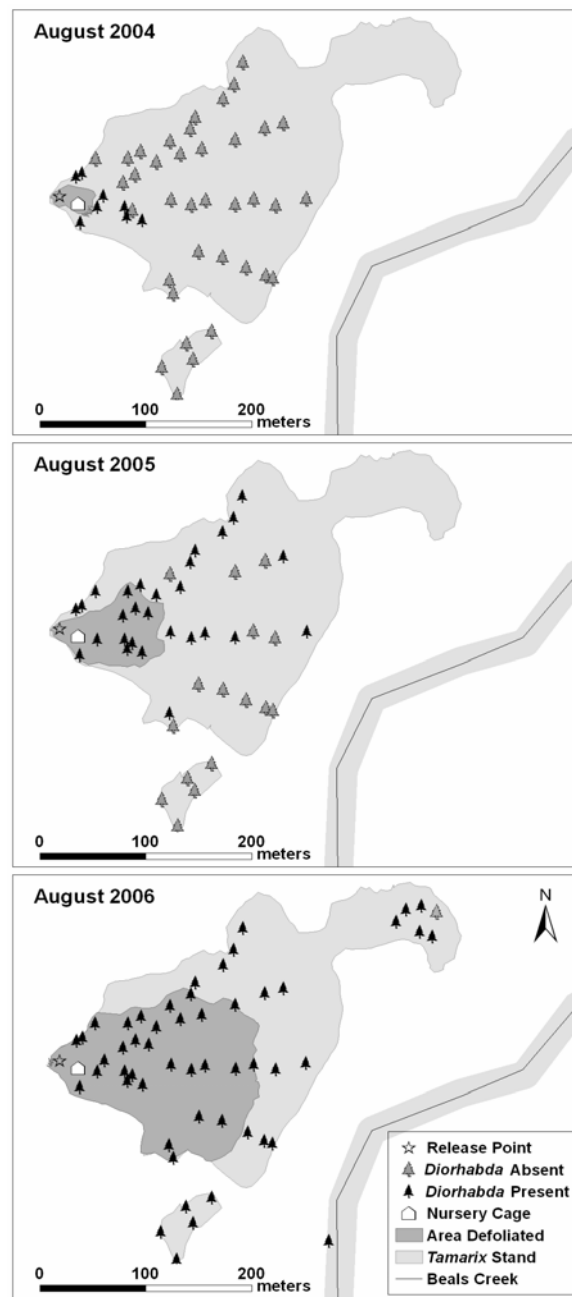 August 2004
0 100 200
meters
August 2005
0 100 200
meters
August 2006
N
Release Point
Diorhabda Absent
Diorhabda Present
Nursery Cage
Area Defoliated
Tamarix Stand
Beals Creek
0 100 200
meters